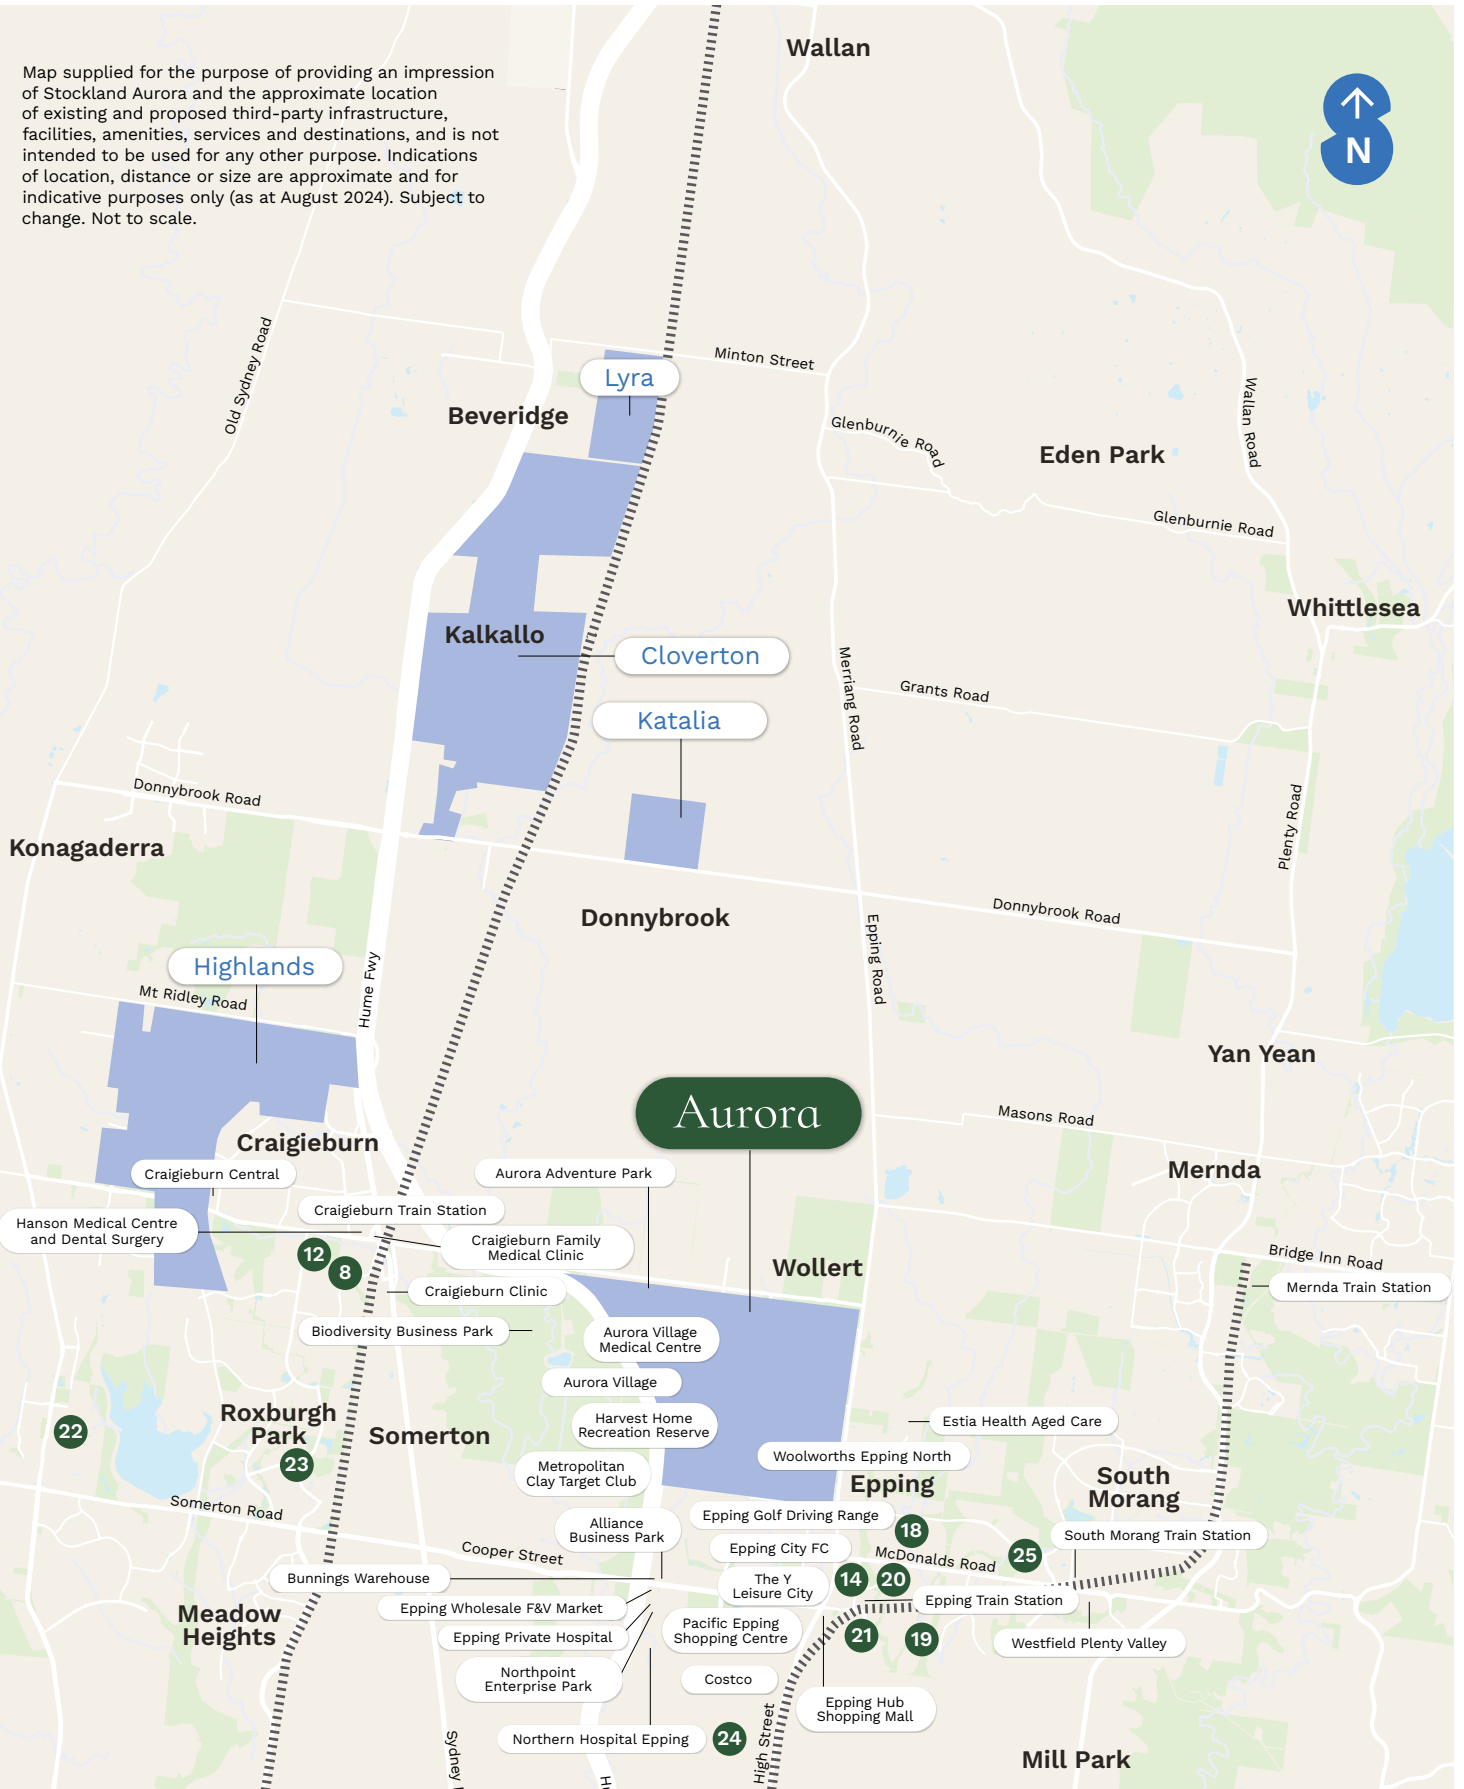 Wallan
Map supplied for the purpose of providing an impression
of Stockland Aurora and the approximate location
of existing and proposed third-party infrastructure,
facilities, amenities, services and destinations, and is not
intended to be used for any other purpose. Indications
of location, distance or size are approximate and for
indicative purposes only (as at August 2024). Subject to
change. Not to scale.
N
Old Sydney Road
Minton Street
Lyra
Beveridge
Glenburnie Road
Wallan Road
Eden Park
Glenburnie Road
Whittlesea
Kalkallo
Cloverton
Merriang Road
Grants Road
Katalia
Donnybrook Road
Plenty Road
Konagaderra
Donnybrook
Donnybrook Road
Epping Road
Highlands
Hume Fwy
Mt Ridley Road
Yan Yean
Aurora
Masons Road
Craigieburn
Mernda
Craigieburn Central
Aurora Adventure Park
Craigieburn Train Station
Hanson Medical Centre
and Dental Surgery
Craigieburn Family
Medical Clinic
12
8
Wollert
Bridge Inn Road
Mernda Train Station
Craigieburn Clinic
Biodiversity Business Park
Aurora Village
Medical Centre
Aurora Village
Roxburgh
Park
22
23
Somerton
Harvest Home
Recreation Reserve
Estia Health Aged Care
Woolworths Epping North
Metropolitan
Clay Target Club
Epping
South
Morang
Somerton Road
Epping Golf Driving Range
18
Alliance
Business Park
South Morang Train Station
Cooper Street
Epping City FC
McDonalds Road
25
Bunnings Warehouse
The Y
Leisure City
14
20
Epping Train Station
Epping Wholesale F&V Market
Meadow
Heights
Epping Private Hospital
Pacific Epping
Shopping Centre
21
19
Westfield Plenty Valley
Northpoint
Enterprise Park
Costco
Epping Hub
Shopping Mall
Northern Hospital Epping
24
High Street
Mill Park
Sydney